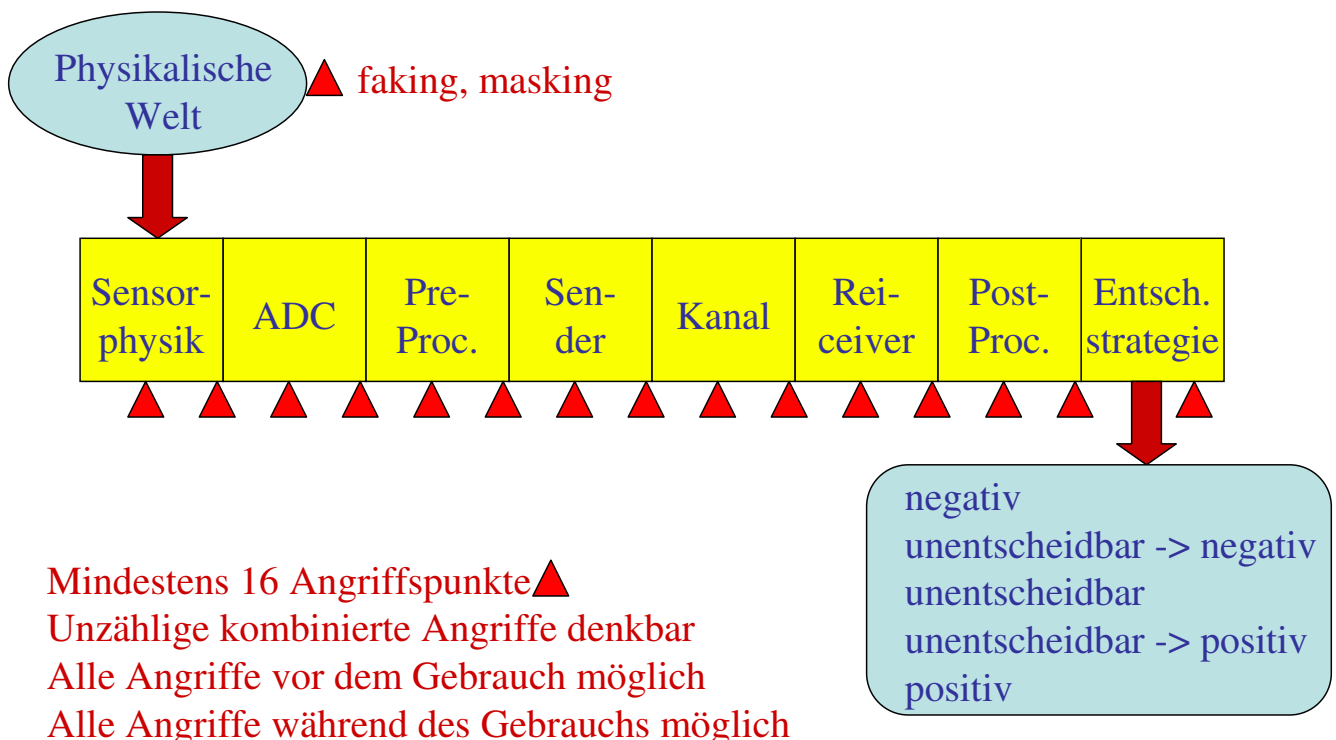 Physikalische
Welt
faking, masking
Sensor-
physik
ADC
Pre-
Proc.
Sen-
der
Kanal
Rei-
ceiver
Post-
Proc.
Entsch.
strategie
negativ
unentscheidbar -> negativ
unentscheidbar
unentscheidbar -> positiv
positiv
Mindestens 16 Angriffspunkte
Unzählige kombinierte Angriffe denkbar
Alle Angriffe vor dem Gebrauch möglich
Alle Angriffe während des Gebrauchs möglich